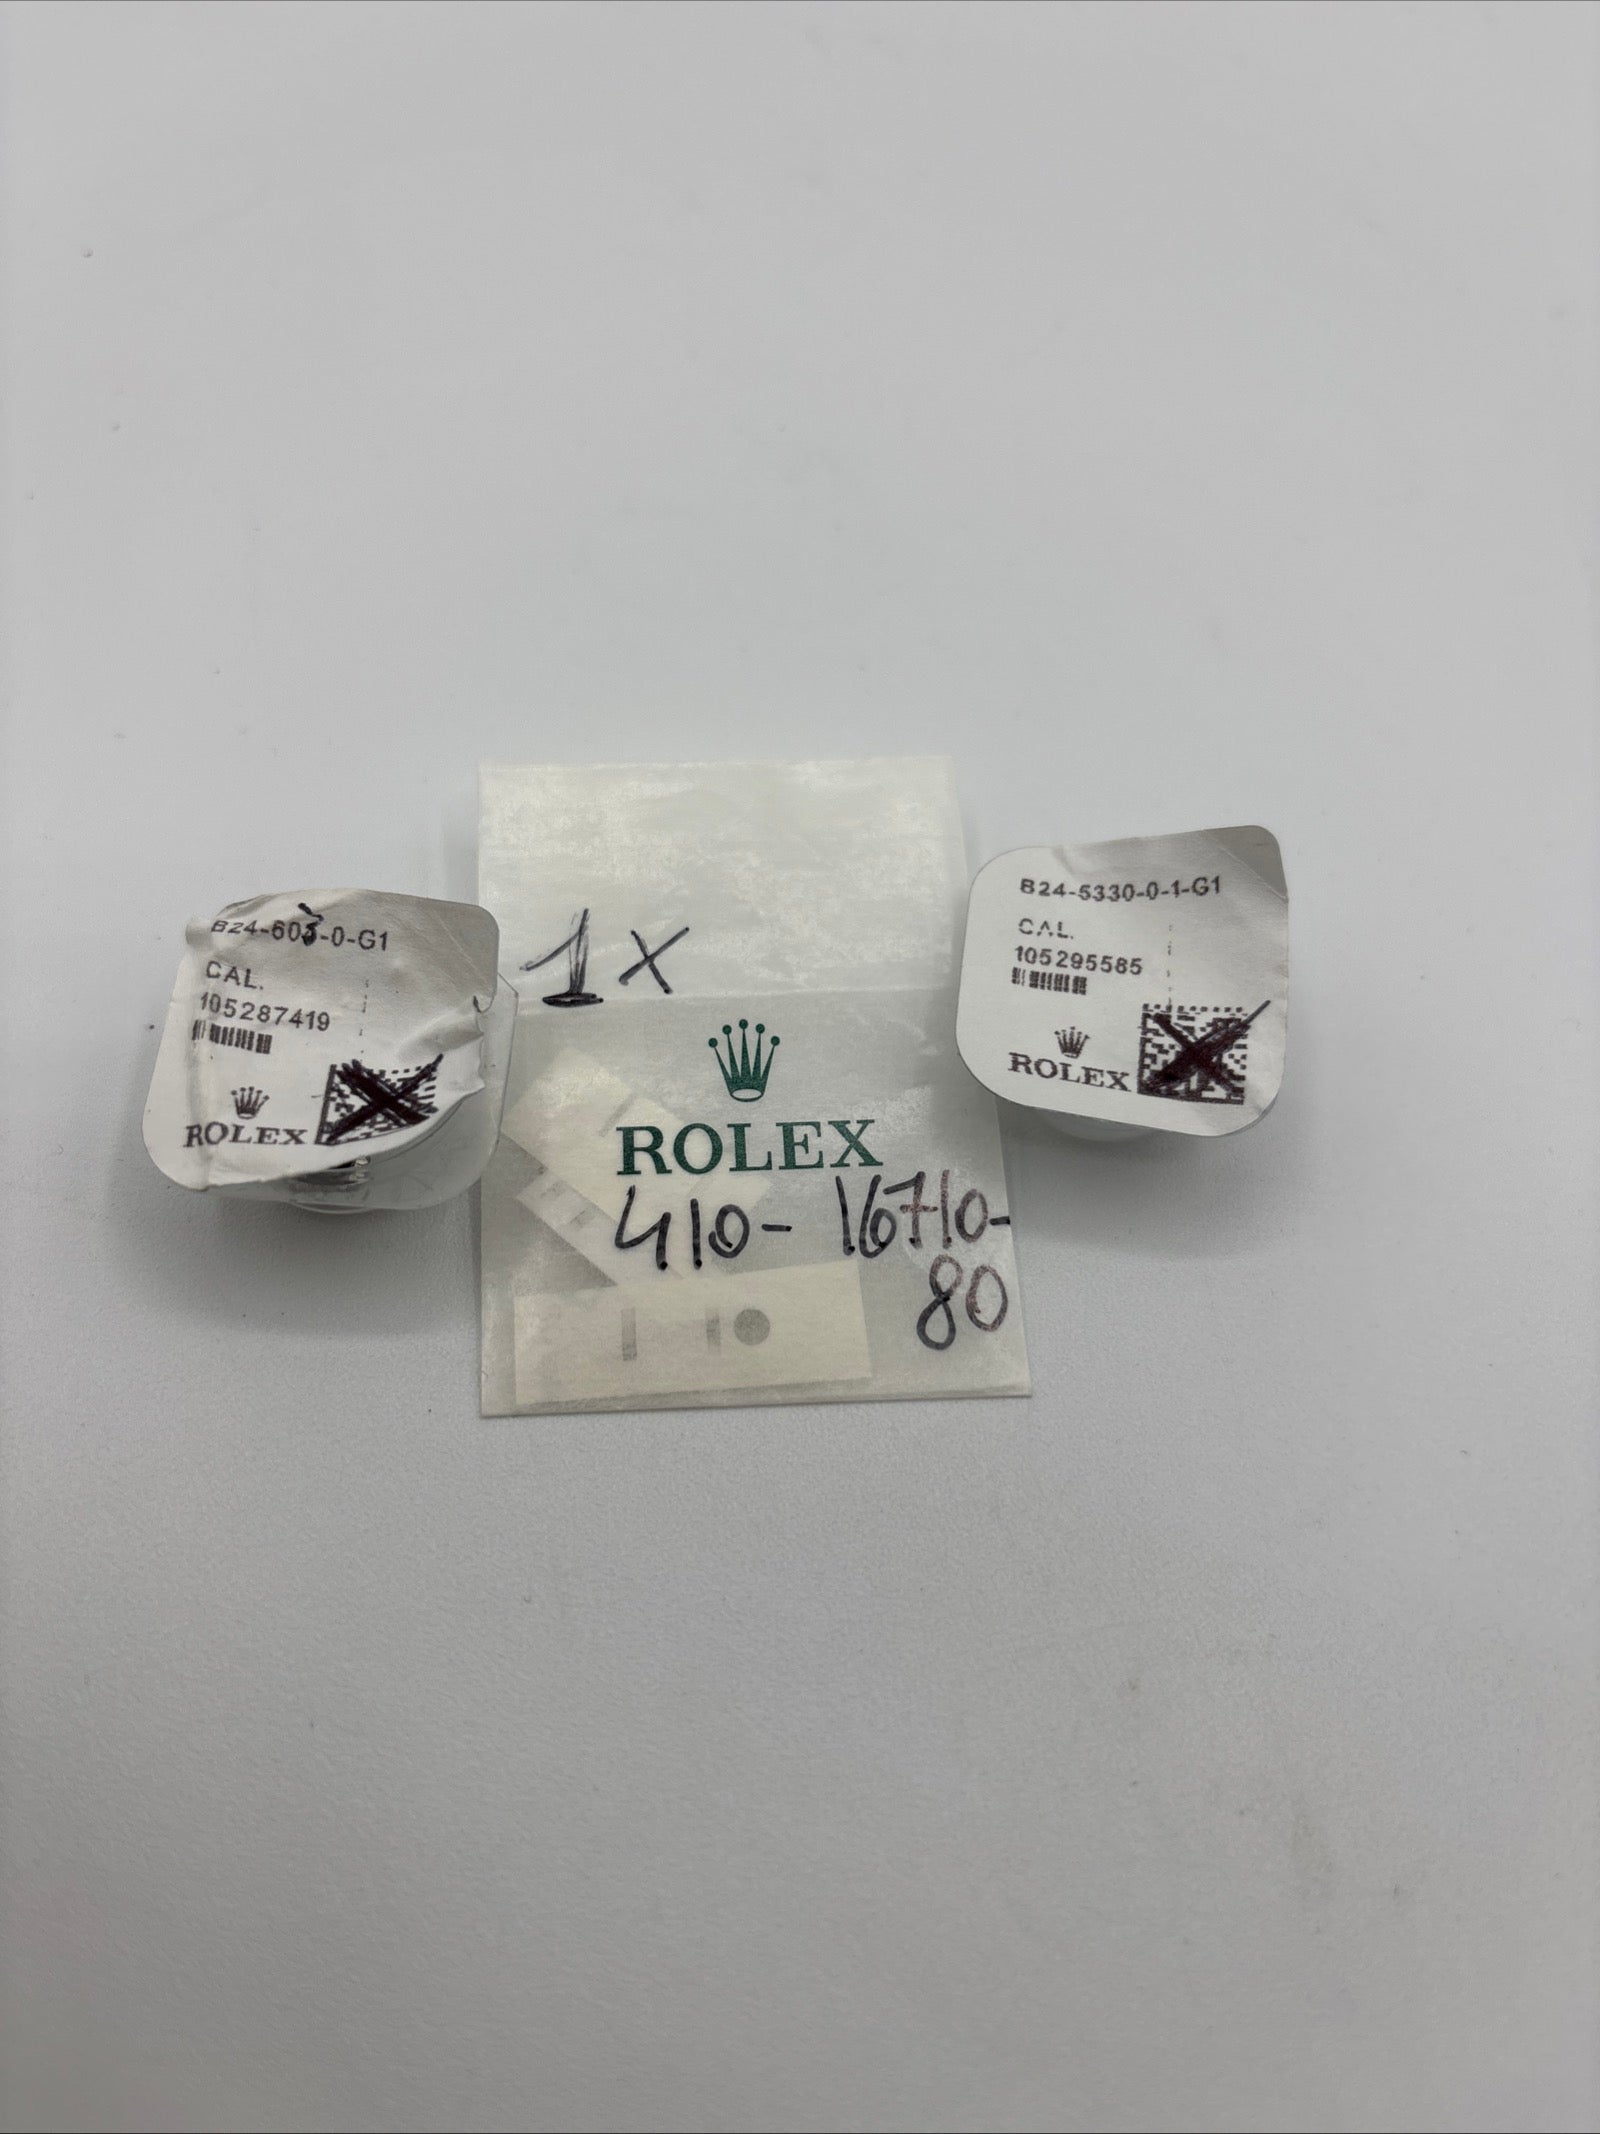 B24-603-0-G1
CAL.
105287419
ROLEX
1x
ROLEX
410-16710-
80
B24-5330-0-1-G1
CAL.
105295585
ROLEX